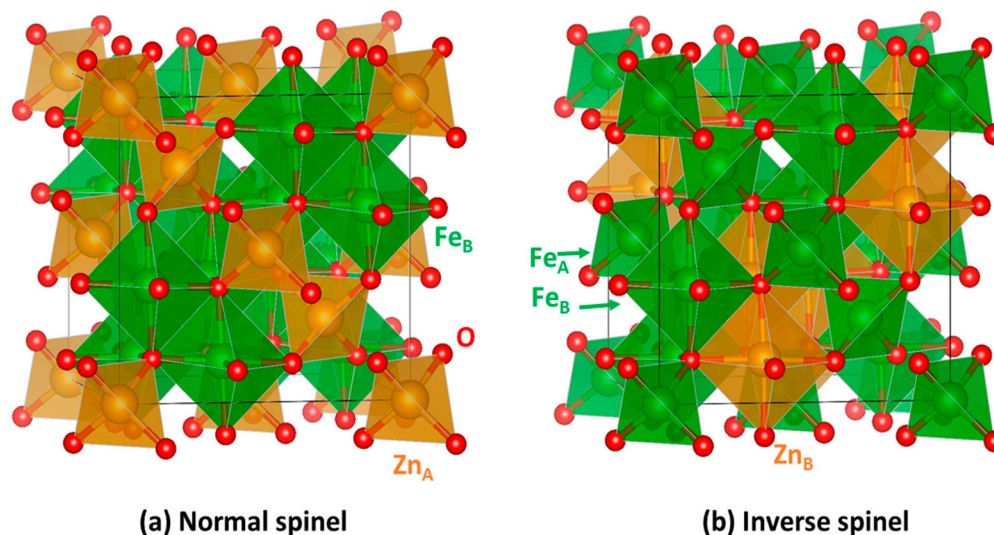 Fe_B
O
Zn_A
(a) Normal spinel
Fe_A
Fe_B
Zn_B
(b) Inverse spinel